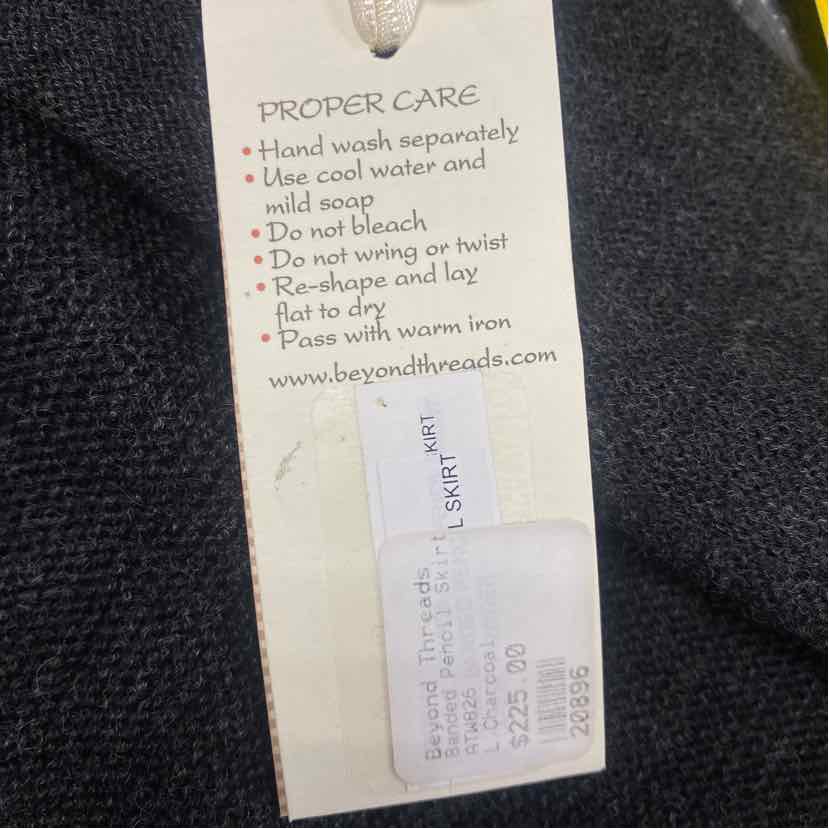 PROPER CARE
• Hand wash separately
• Use cool water and
mild soap
• Do not bleach
• Do not wring or twist
• Re-shape and lay
flat to dry
• Pass with warm iron
www.beyondthreads.com
KIRT
L SKIRT
Beyond Threads
Banded Pencil Skirt
ATW826
L Charcoal
$225.00
20896